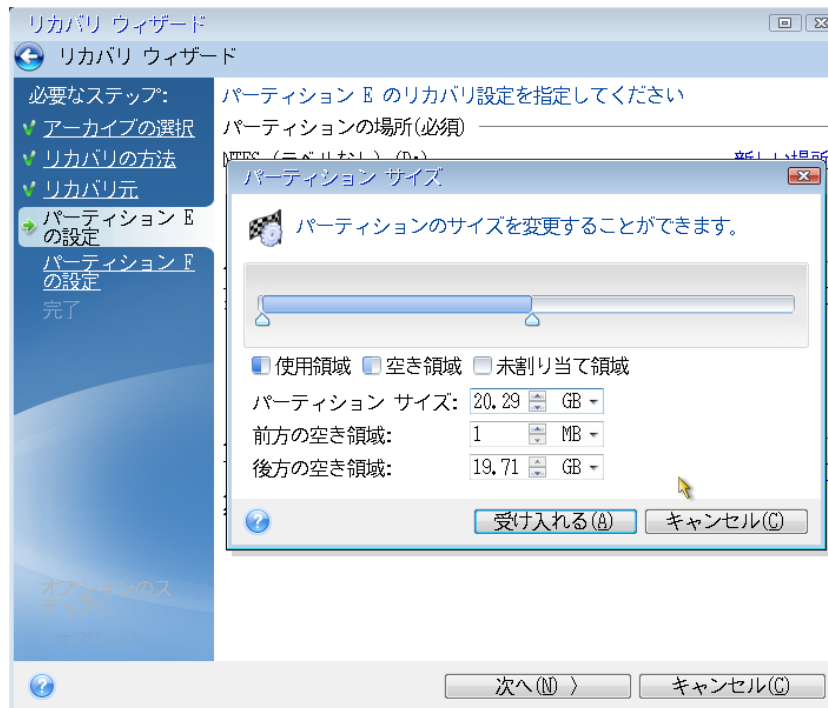 リカバリ ウィザード
リカバリ ウィザード
必要なステップ:
アーカイブの選択
リカバリの方法
リカバリ元
パーティション E
の設定
パーティション F
の設定
完了
パーティション E のリカバリ設定を指定してください
パーティションの場所(必須)
パーティション サイズ
パーティションのサイズを変更することができます。
使用領域 空き領域 未割り当て領域
パーティション サイズ: 20.29 GB
前方の空き領域: 1 MB
後方の空き領域: 19.71 GB
受け入れる(A) キャンセル(C)
オプションのス
テップ:
次へ(N) 〉 キャンセル(C)